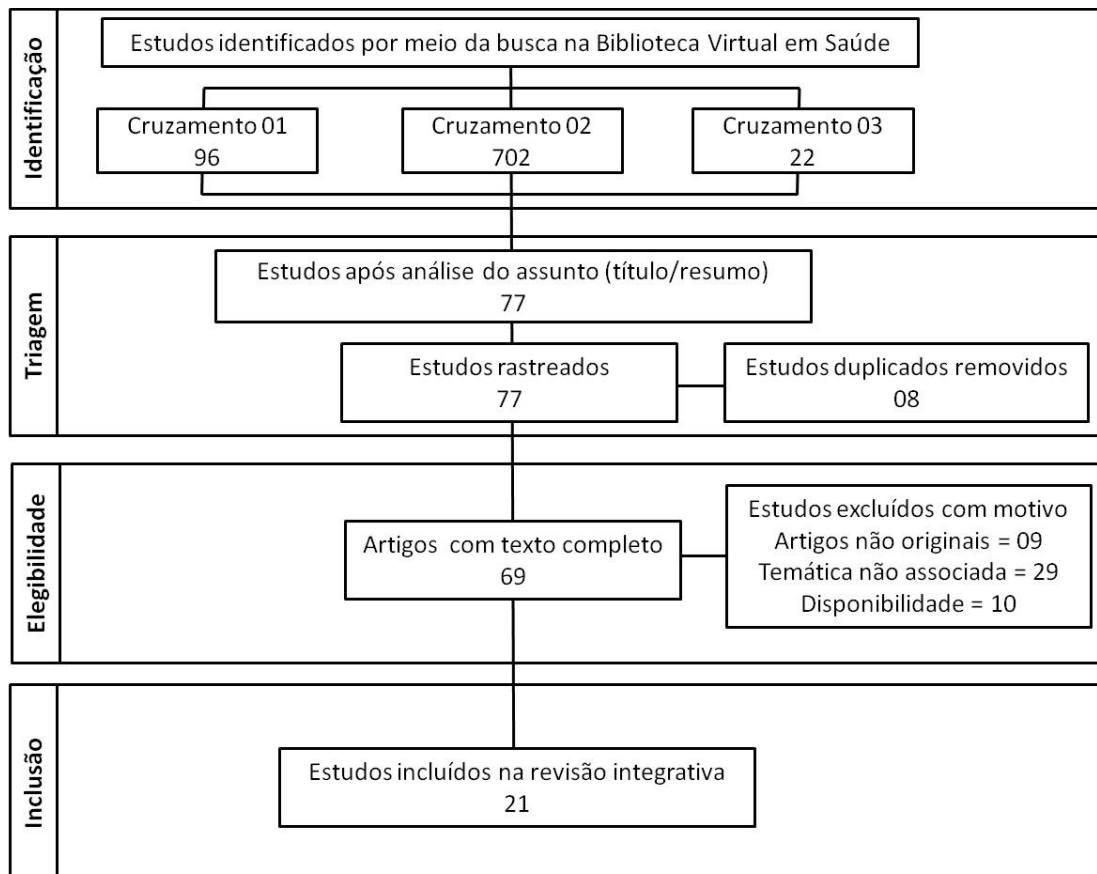 Identificação
Estudos identificados por meio da busca na Biblioteca Virtual em Saúde
Cruzamento 01
96
Cruzamento 02
702
Cruzamento 03
22
Triagem
Estudos após análise do assunto (título/resumo)
77
Estudos rastreados
77
Estudos duplicados removidos
08
Elegibilidade
Artigos com texto completo
69
Estudos excluídos com motivo
Artigos não originais = 09
Temática não associada = 29
Disponibilidade = 10
Inclusão
Estudos incluídos na revisão integrativa
21